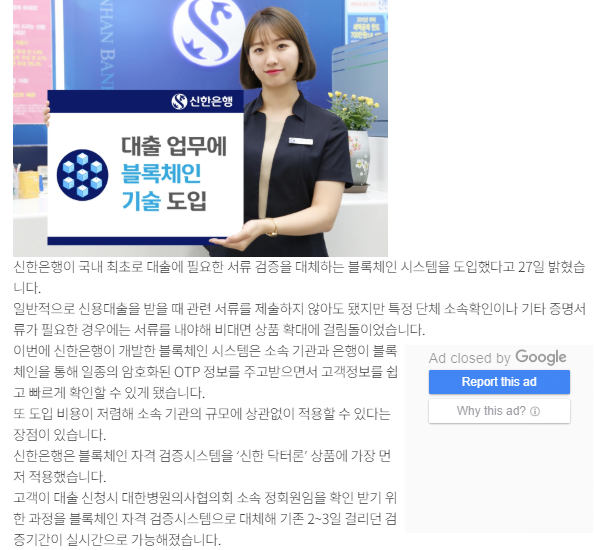 NHAN BANK
신한은행
대출 업무에
블록체인
기술 도입
신한은행이 국내 최초로 대출에 필요한 서류 검증을 대체하는 블록체인 시스템을 도입했다고 27일 밝혔습
니다.
일반적으로 신용대출을 받을 때 관련 서류를 제출하지 않아도 됐지만 특정 단체 소속확인이나 기타 증명서
류가 필요한 경우에는 서류를 내야해 비대면 상품 확대에 걸림돌이었습니다.
이번에 신한은행이 개발한 블록체인 시스템은 소속 기관과 은행이 블록
체인을 통해 일종의 암호화된 OTP 정보를 주고받으면서 고객정보를 쉽
고 빠르게 확인할 수 있게 됐습니다.
또 도입 비용이 저렴해 소속 기관의 규모에 상관없이 적용할 수 있다는
장점이 있습니다.
신한은행은 블록체인 자격 검증시스템을 ‘신한 닥터론’ 상품에 가장 먼
저 적용했습니다.
고객이 대출 신청시 대한병원의사협의회 소속 정회원임을 확인 받기 위
한 과정을 블록체인 자격 검증시스템으로 대체해 기존 2~3일 걸리던 검
증기간이 실시간으로 가능해졌습니다.
Ad closed by Google
Report this ad
Why this ad?